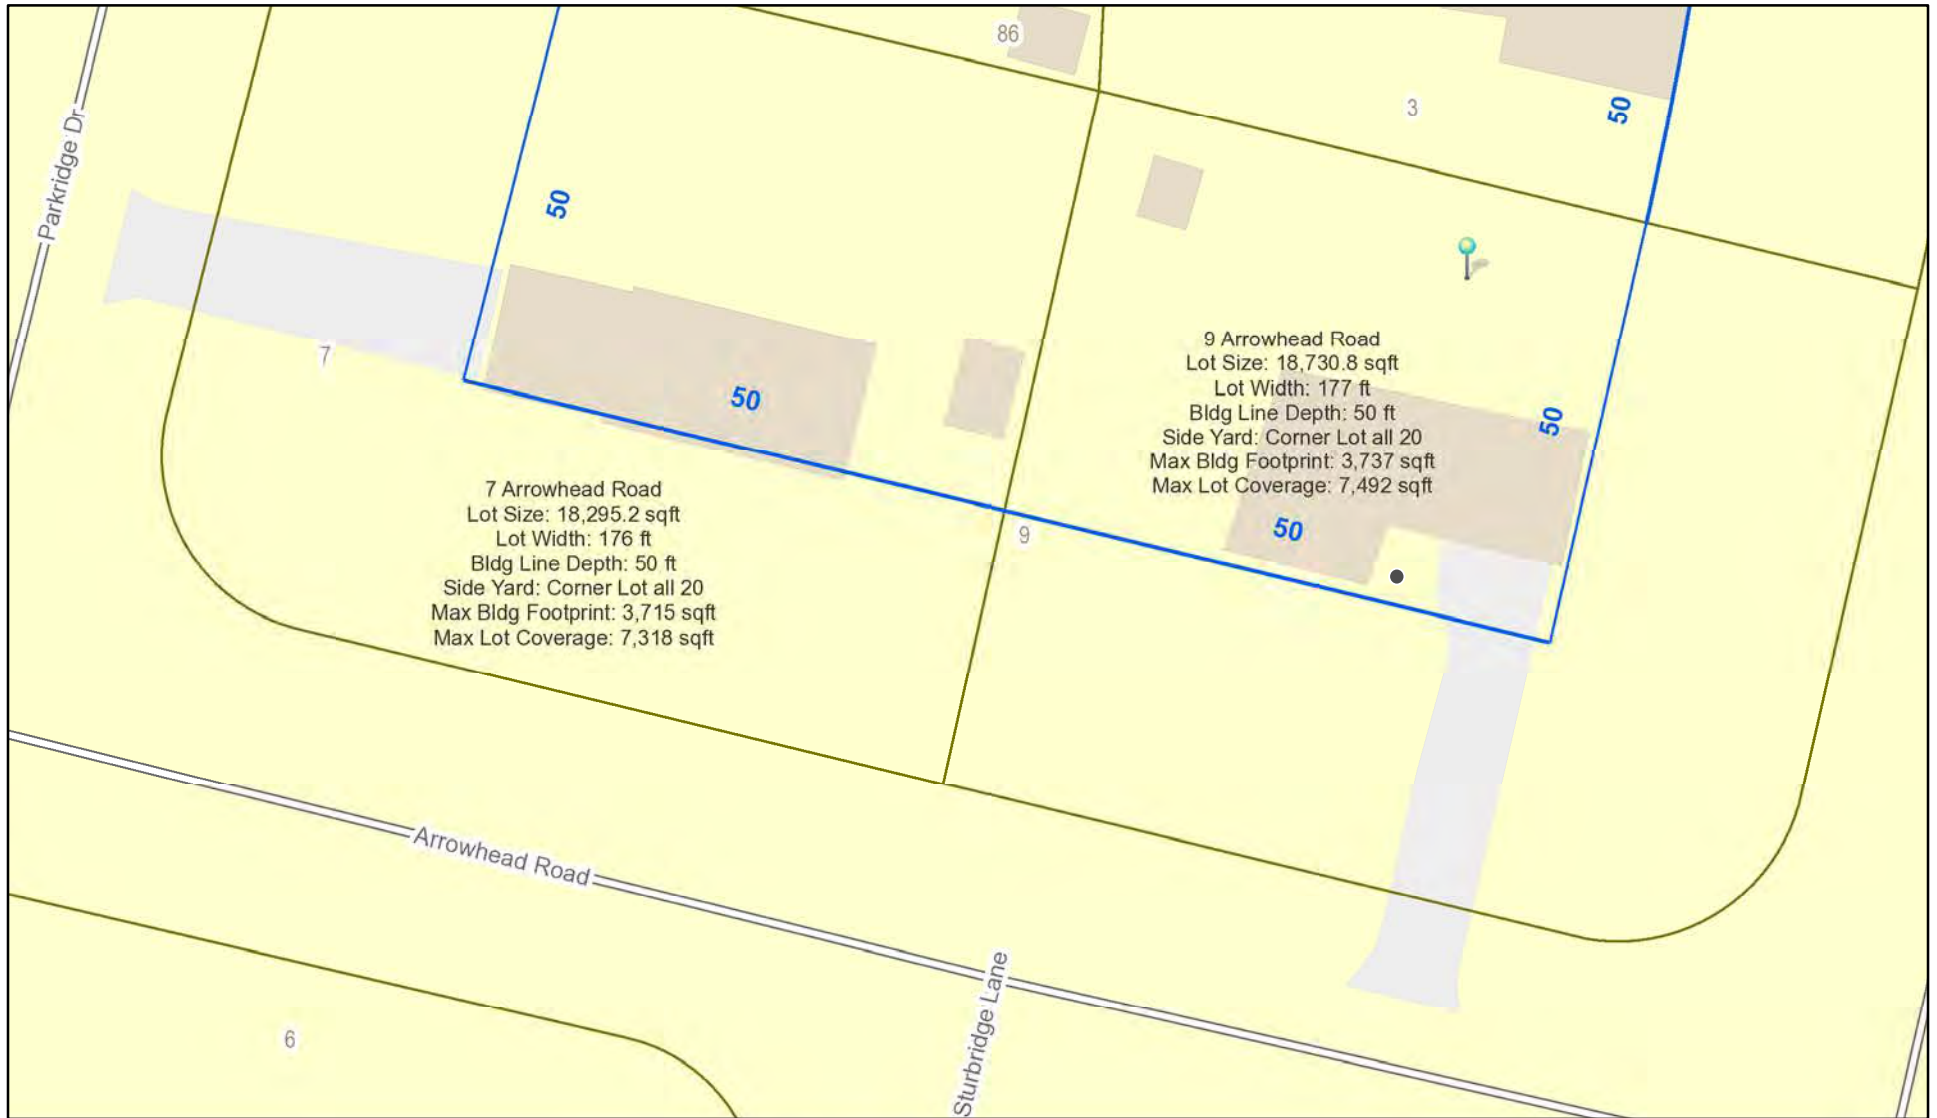 86
3
50
Parkridge Dr
50
9 Arrowhead Road
Lot Size: 18,730.8 sqft
Lot Width: 177 ft
Bldg Line Depth: 50 ft
Side Yard: Corner Lot all 20
Max Bldg Footprint: 3,737 sqft
Max Lot Coverage: 7,492 sqft
7
50
50
50
9
7 Arrowhead Road
Lot Size: 18,295.2 sqft
Lot Width: 176 ft
Bldg Line Depth: 50 ft
Side Yard: Corner Lot all 20
Max Bldg Footprint: 3,715 sqft
Max Lot Coverage: 7,318 sqft
Arrowhead Road
Sturbridge Lane
6